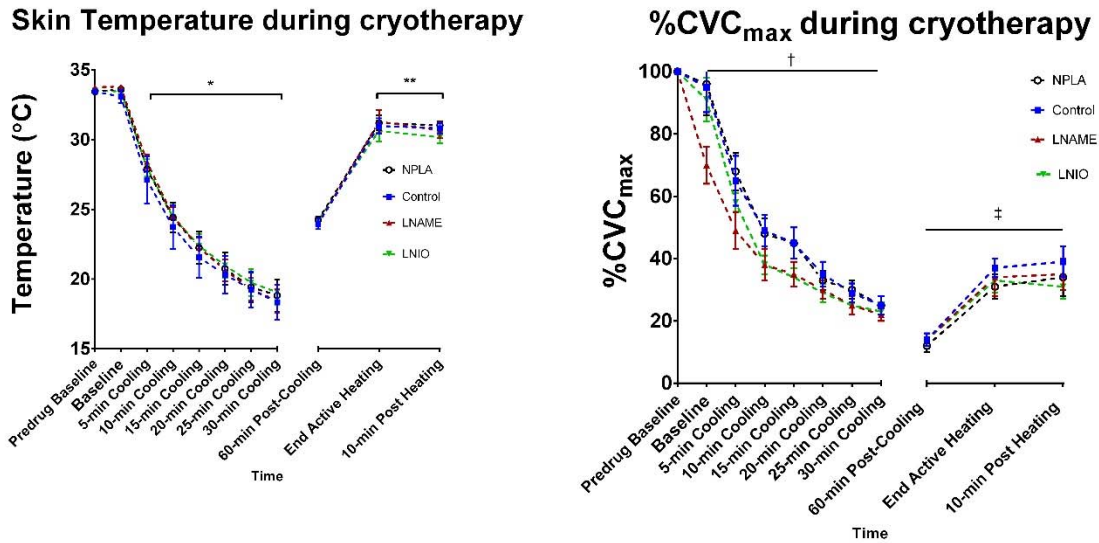 Skin Temperature during cryotherapy
Temperature (ºC)
35
30
25
20
15
*
**
NPLA
Control
LNAME
LNIO
Predrug Baseline
Baseline
5-min Cooling
10-min Cooling
15-min Cooling
20-min Cooling
25-min Cooling
30-min Cooling
60-min Post-Cooling
End Active Heating
10-min Post Heating
Time
%CVCmax during cryotherapy
%CVCmax
100
80
60
40
20
0
†
‡
NPLA
Control
LNAME
LNIO
Predrug Baseline
Baseline
5-min Cooling
10-min Cooling
15-min Cooling
20-min Cooling
25-min Cooling
30-min Cooling
60-min Post-Cooling
End Active Heating
10-min Post Heating
Time